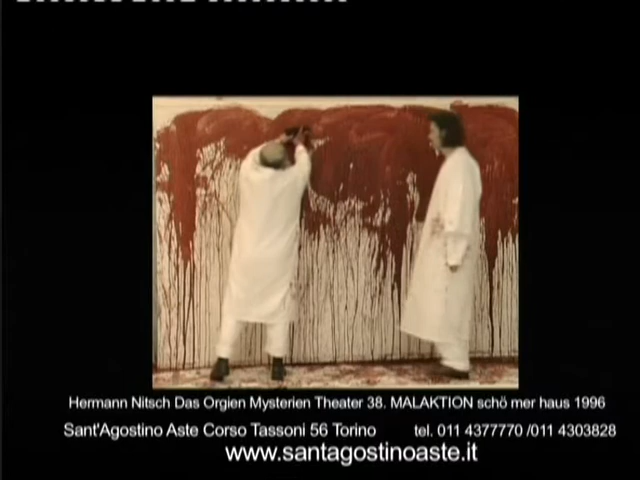 Hermann Nitsch Das Orgien Mysterien Theater 38. MALAKTION schö mer haus 1996
Sant'Agostino Aste Corso Tassoni 56 Torino tel. 011 4377770 /011 4303828
www.santagostinoaste.it